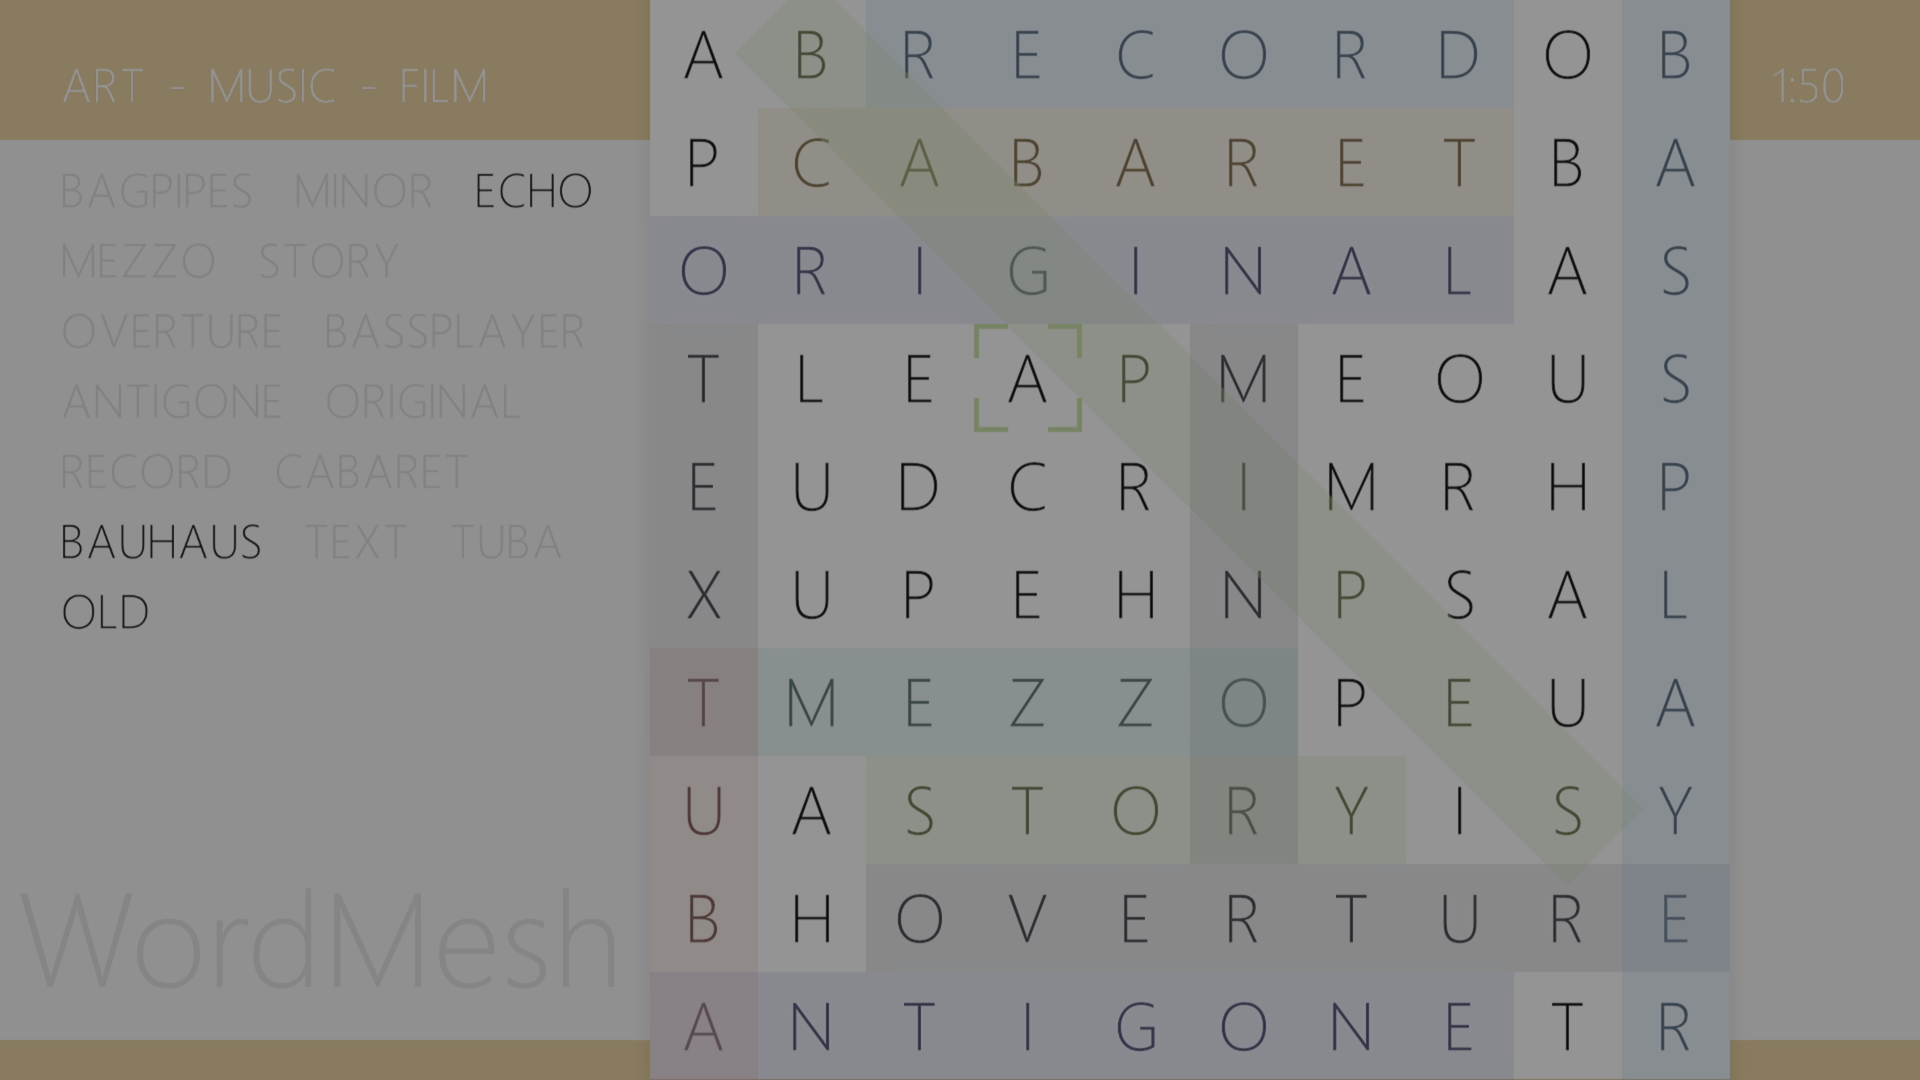 ART - MUSIC - FILM
1:50
BAGPIPES MINOR ECHO
MEZZO STORY
OVERTURE BASSPLAYER
ANTIGONE ORIGINAL
RECORD CABARET
BAUHAUS TEXT TUBA
OLD
WordMesh
A B R E C O R D O B
P C A B A R E T B A
O R I G I N A L A S
T L E A P M E O U S
E U D C R I M R H P
X U P E H N P S A L
T M E Z Z O P E U A
U A S T O R Y I S Y
B H O V E R T U R E
A N T I G O N E T R